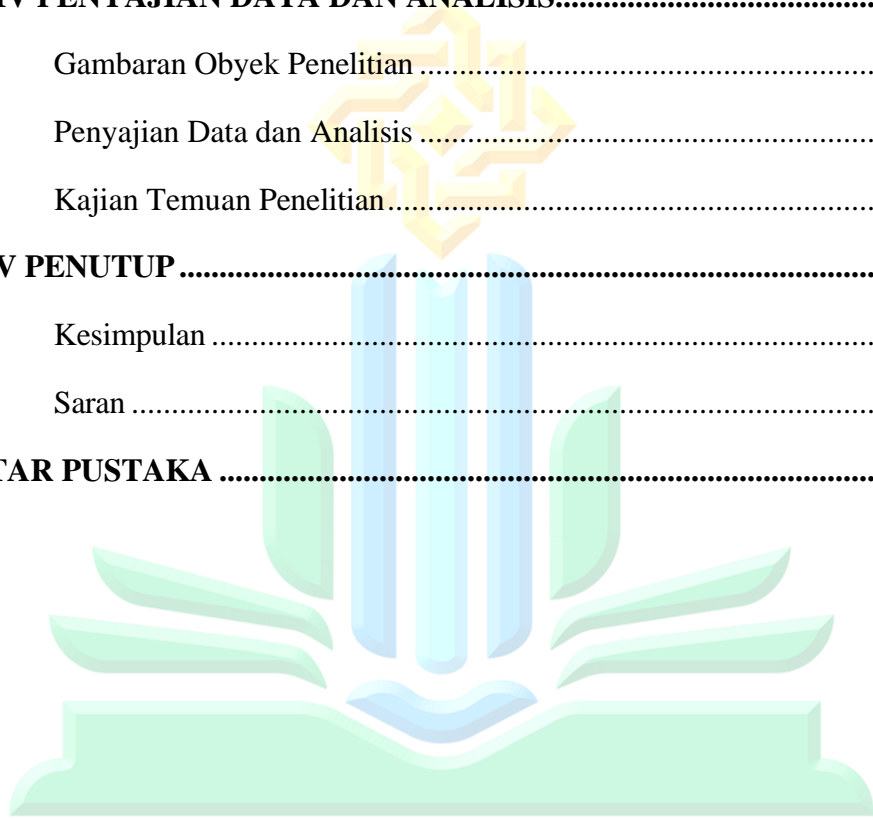 IV PENYAJIAN DATA DAN ANALISIS..........................................
Gambaran Obyek Penelitian ..........................................................
Penyajian Data dan Analisis ..........................................................
Kajian Temuan Penelitian.............................................................
V PENUTUP ..................................................................................
Kesimpulan ...................................................................................
Saran .............................................................................................
TAR PUSTAKA ............................................................................